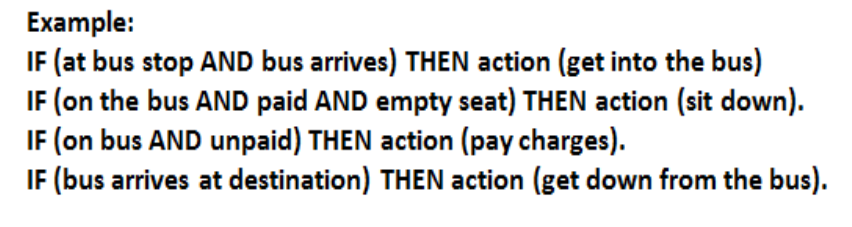 Example:
IF (at bus stop AND bus arrives) THEN action (get into the bus)
IF (on the bus AND paid AND empty seat) THEN action (sit down).
IF (on bus AND unpaid) THEN action (pay charges).
IF (bus arrives at destination) THEN action (get down from the bus).